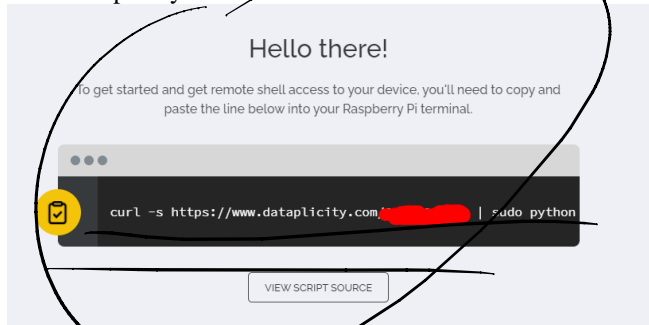 Hello there!
To get started and get remote shell access to your device, you'll need to copy and
paste the line below into your Raspberry Pi terminal.
curl -s https://www.dataplicity.com/ | sudo python
VIEW SCRIPT SOURCE